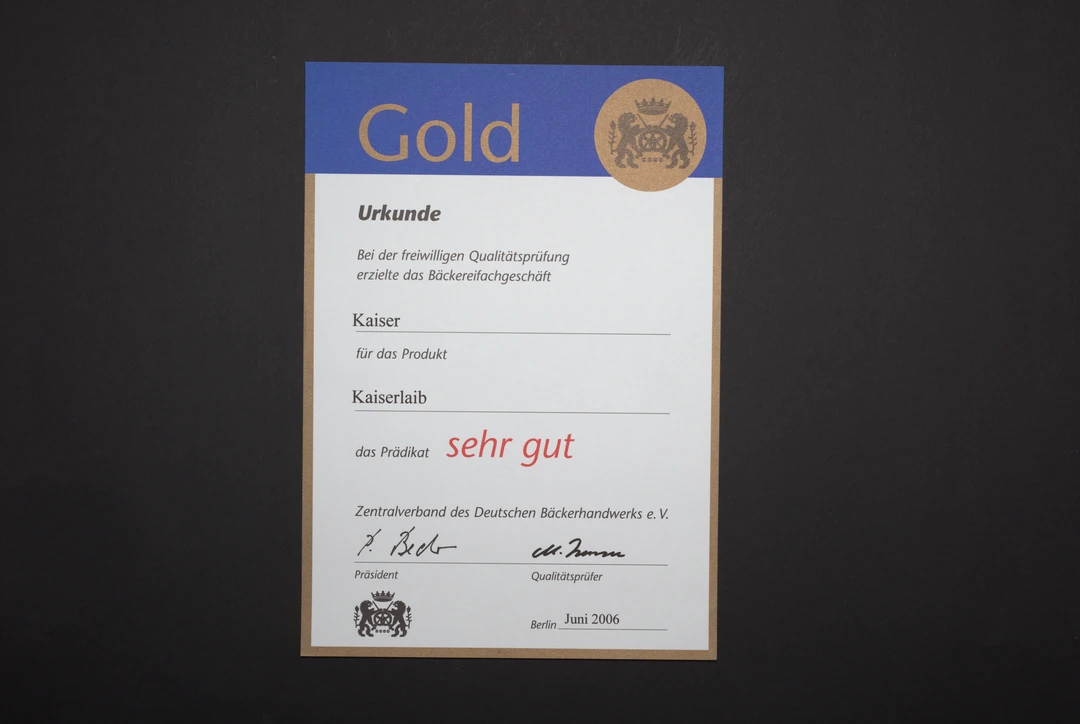 Gold
Urkunde
Bei der freiwilligen Qualitätsprüfung
erzielte das Bäckereifachgeschäft
Kaiser
für das Produkt
Kaiserlaib
das Prädikat sehr gut
Zentralverband des Deutschen Bäckerhandwerks e. V.
Präsident Qualitätsprüfer
Berlin Juni 2006